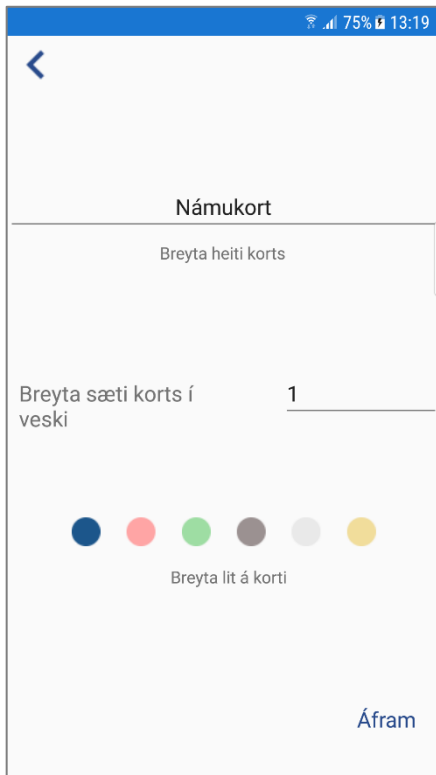 75% 13:19
Námukort
Breyta heiti korts
Breyta sæti korts í
veski
1
Breyta lit á korti
Áfram